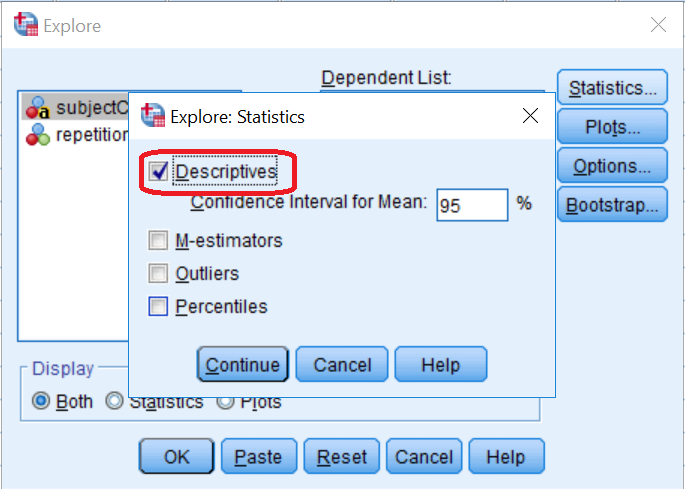 Explore
Dependent List:
subjectC
repetition
Statistics...
Plots...
Options...
Bootstrap...
Explore: Statistics
Descriptives
Confidence Interval for Mean: 95 %
M-estimators
Outliers
Percentiles
Continue Cancel Help
Display
Both Statistics Plots
OK Paste Reset Cancel Help